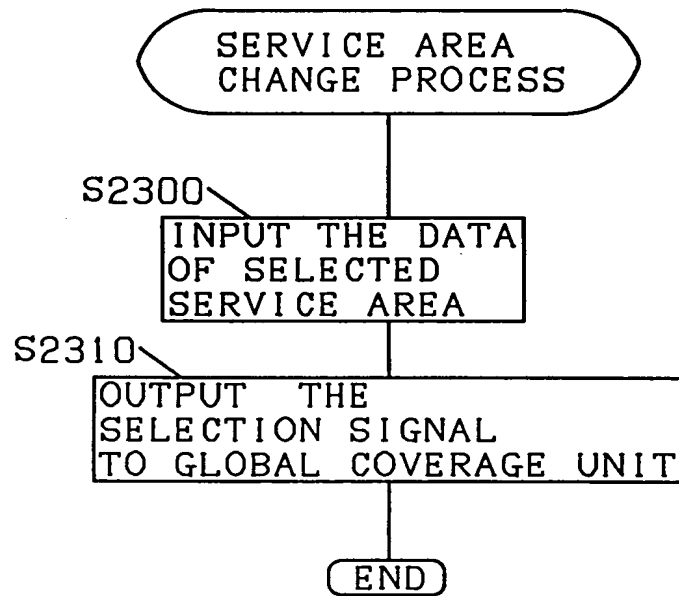 SERVICE AREA
CHANGE PROCESS
S2300
INPUT THE DATA
OF SELECTED
SERVICE AREA
S2310
OUTPUT THE
SELECTION SIGNAL
TO GLOBAL COVERAGE UNIT
END